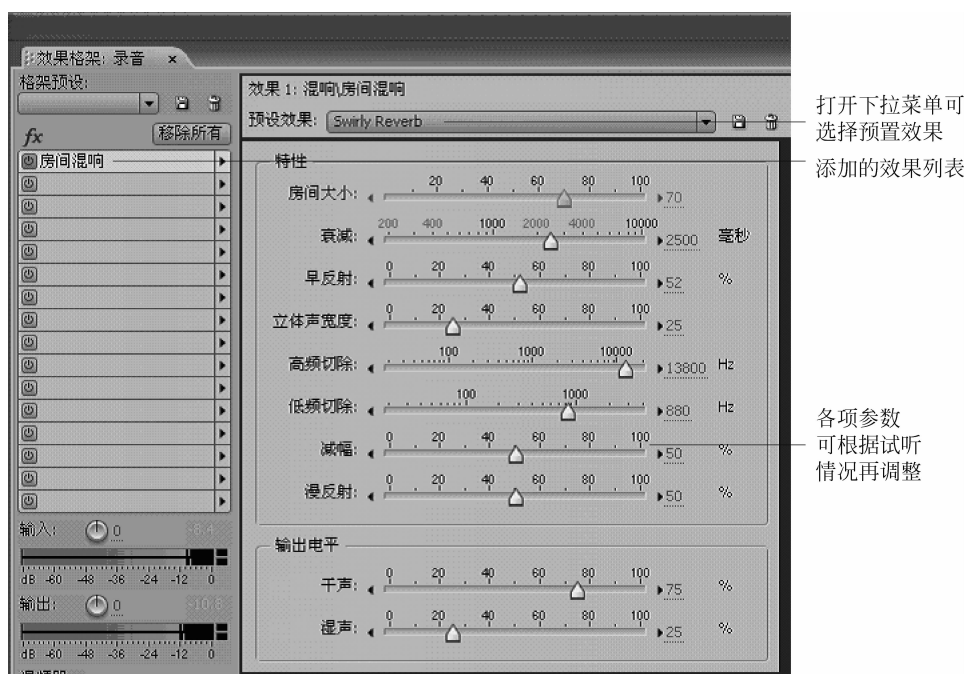 效果格架: 录音 ×
格架预设:
fx 移除所有
房间混响
效果 1: 混响\房间混响
预设效果: Swirly Reverb
特性
房间大小: 20 40 60 80 100 70
衰减: 200 400 1000 2000 4000 10000 2500 毫秒
早反射: 0 20 40 60 80 100 52 %
立体声宽度: 0 20 40 60 80 100 25
高频切除: 100 1000 10000 13800 Hz
低频切除: 100 1000 880 Hz
减幅: 0 20 40 60 80 100 50 %
漫反射: 0 20 40 60 80 100 50 %
输出电平
干声: 0 20 40 60 80 100 75 %
湿声: 0 20 40 60 80 100 25 %
输入: 0 -8.4
dB -60 -48 -36 -24 -12 0
输出: 0 -10.6
dB -60 -48 -36 -24 -12 0
打开下拉菜单可
选择预置效果
添加的效果列表
各项参数
可根据试听
情况再调整